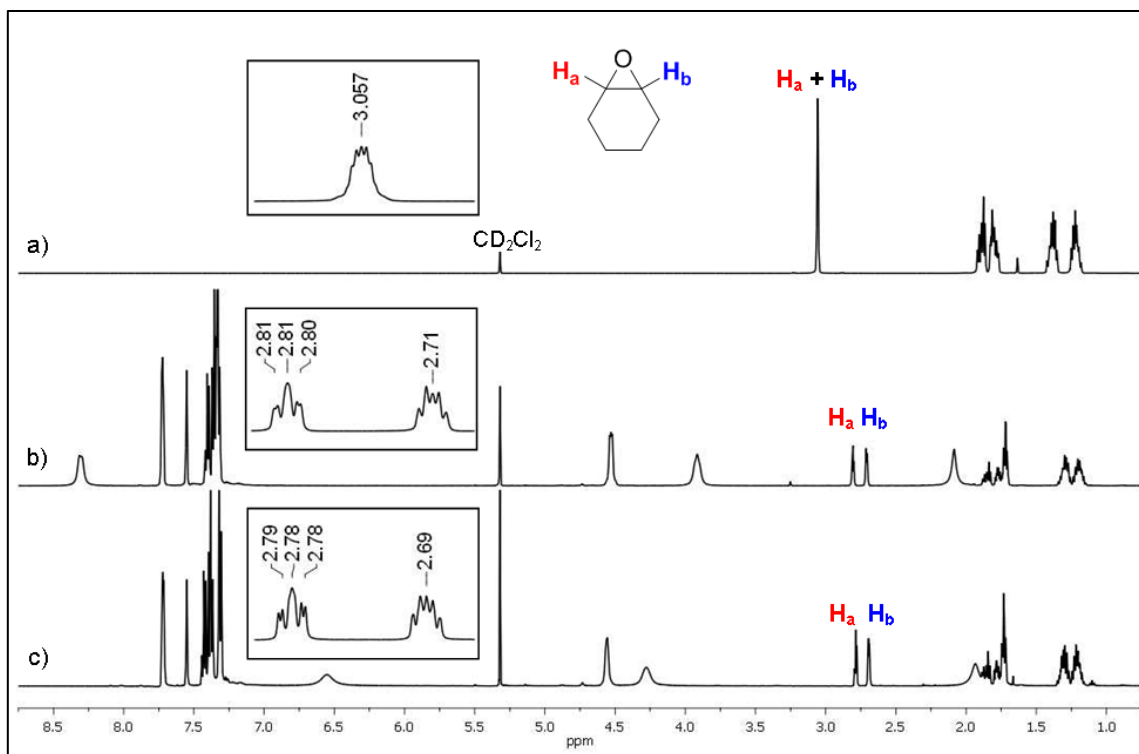 O
Ha Hb
Ha + Hb
3.057
a)
CD2Cl2
2.81
2.81
2.80
2.71
Ha Hb
b)
2.79
2.78
2.78
2.69
Ha Hb
c)
8.5 8.0 7.5 7.0 6.5 6.0 5.5 5.0 4.5 4.0 3.5 3.0 2.5 2.0 1.5 1.0
ppm